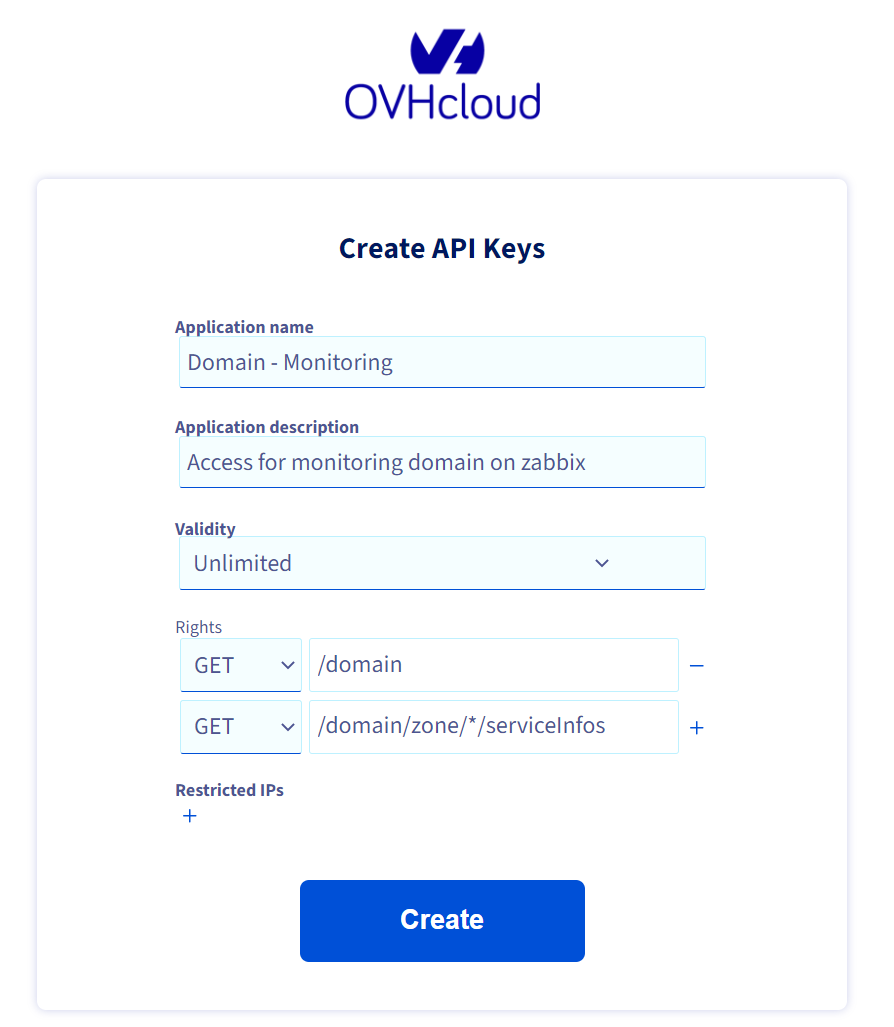 OVHcloud
Create API Keys
Application name
Domain - Monitoring
Application description
Access for monitoring domain on zabbix
Validity
Unlimited
Rights
GET /domain
GET /domain/zone/*/serviceInfos
Restricted IPs
Create